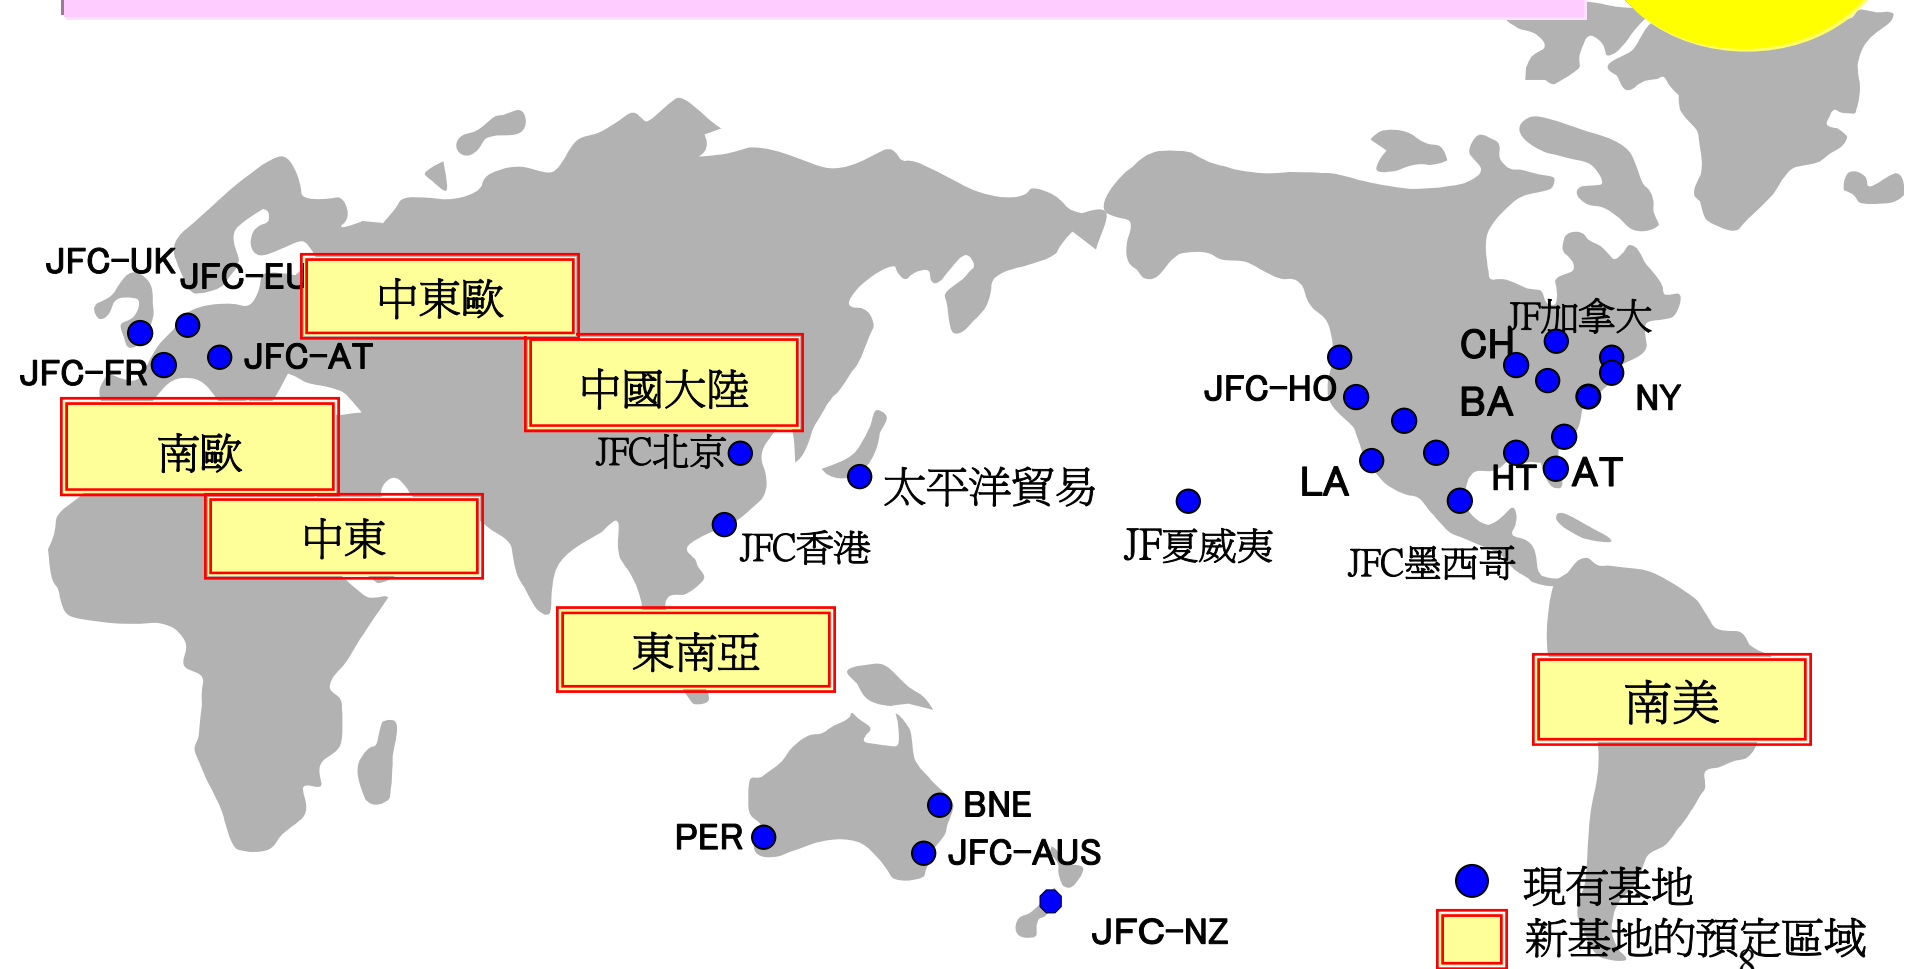 JFC-UK
JFC-EU
中東歐
JF加拿大
CH
JFC-FR
JFC-AT
中國大陸
JFC-HO
BA
NY
南歐
JFC北京
太平洋貿易
LA
HT
AT
中東
JFC香港
JF夏威夷
JFC墨西哥
東南亞
南美
BNE
PER
JFC-AUS
現有基地
JFC-NZ
新基地的預定區域
8